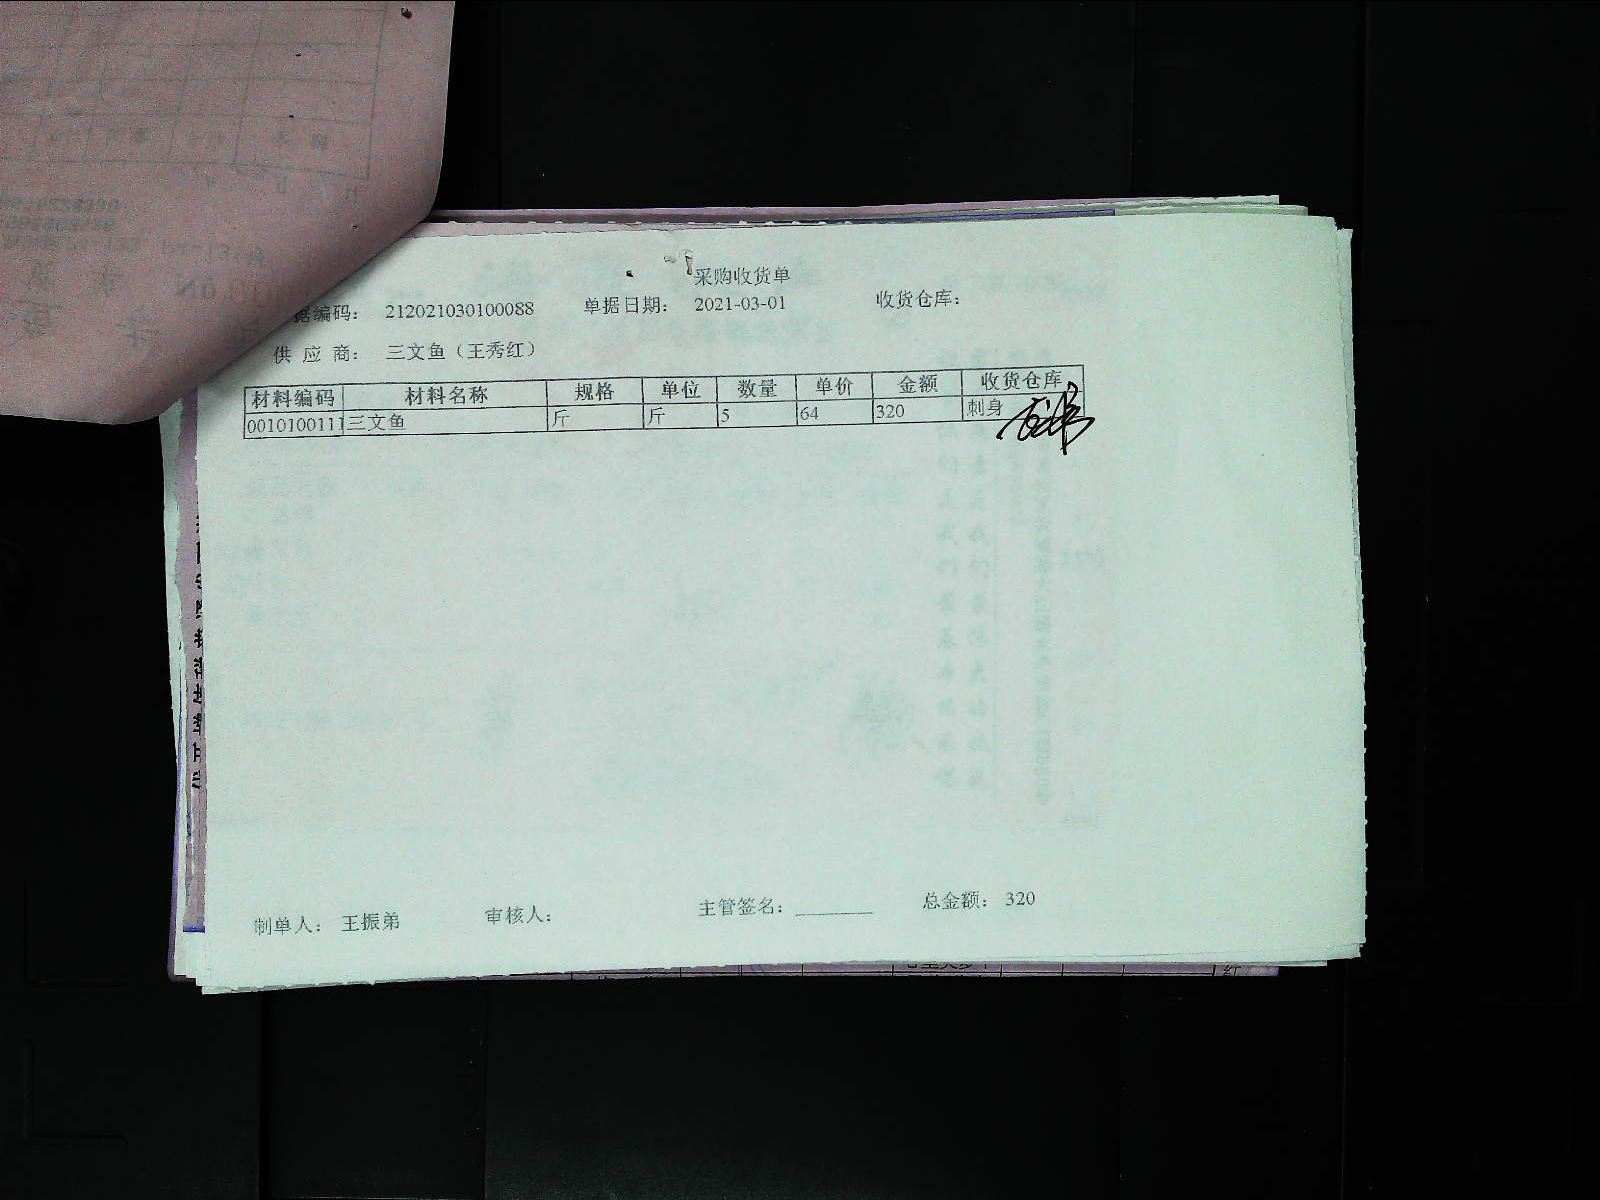 采购收货单
据编码： 212021030100088 单据日期： 2021-03-01 收货仓库：
供 应 商： 三文鱼（王秀红）
材料编码 材料名称 规格 单位 数量 单价 金额 收货仓库
0010100111 三文鱼 斤 斤 5 64 320 刺身
制单人： 王振弟 审核人： 主管签名：________ 总金额： 320